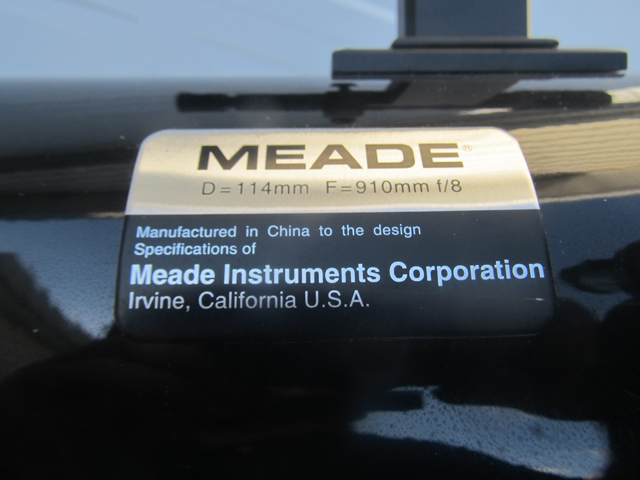 MEADE®
D=114mm F=910mm f/8
Manufactured in China to the design
Specifications of
Meade Instruments Corporation
Irvine, California U.S.A.